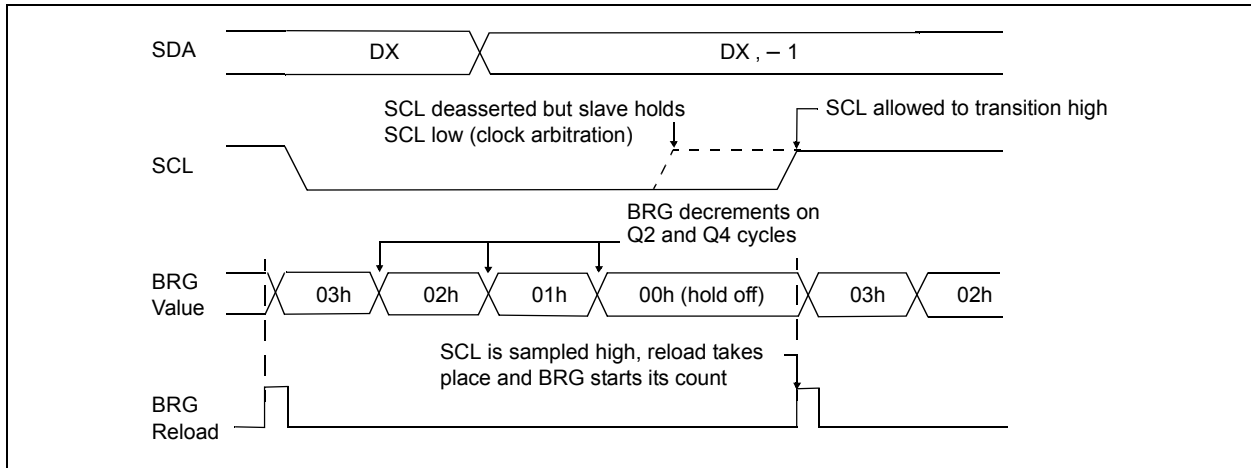 SDA
DX
DX , – 1
SCL deasserted but slave holds
SCL low (clock arbitration)
SCL allowed to transition high
SCL
BRG decrements on
Q2 and Q4 cycles
BRG
Value
03h
02h
01h
00h (hold off)
03h
02h
SCL is sampled high, reload takes
place and BRG starts its count
BRG
Reload